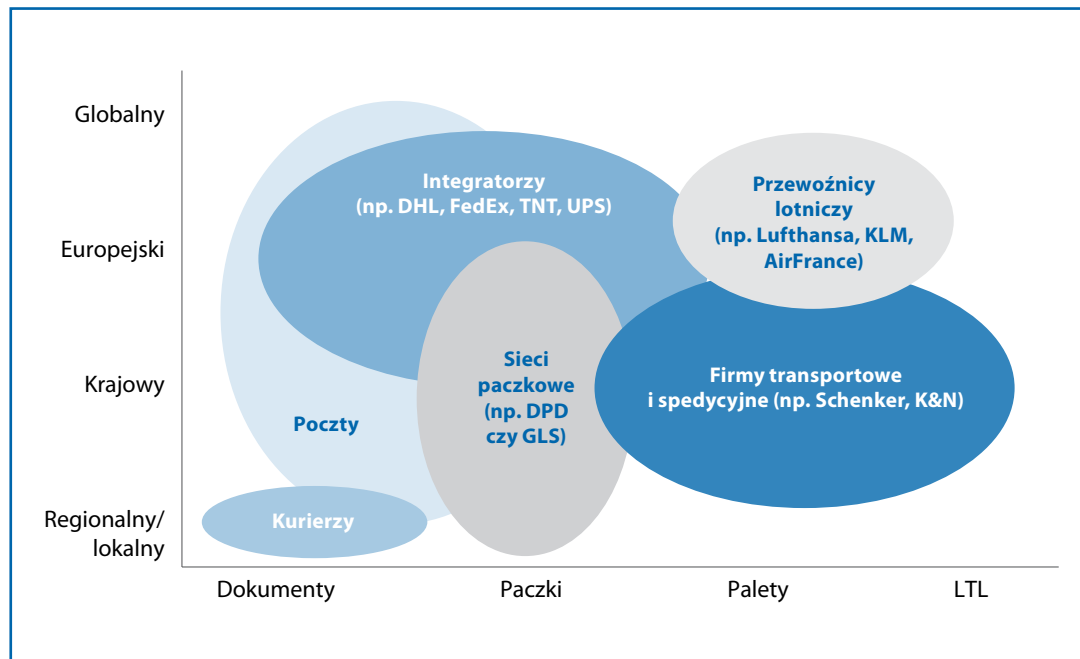 Globalny
Europejski
Krajowy
Regionalny/
lokalny
Integratorzy
(np. DHL, FedEx, TNT, UPS)
Przewoźnicy
lotniczy
(np. Lufthansa, KLM,
AirFrance)
Sieci
paczkowe
(np. DPD
czy GLS)
Firmy transportowe
i spedycyjne (np. Schenker, K&N)
Poczty
Kurierzy
Dokumenty
Paczki
Palety
LTL